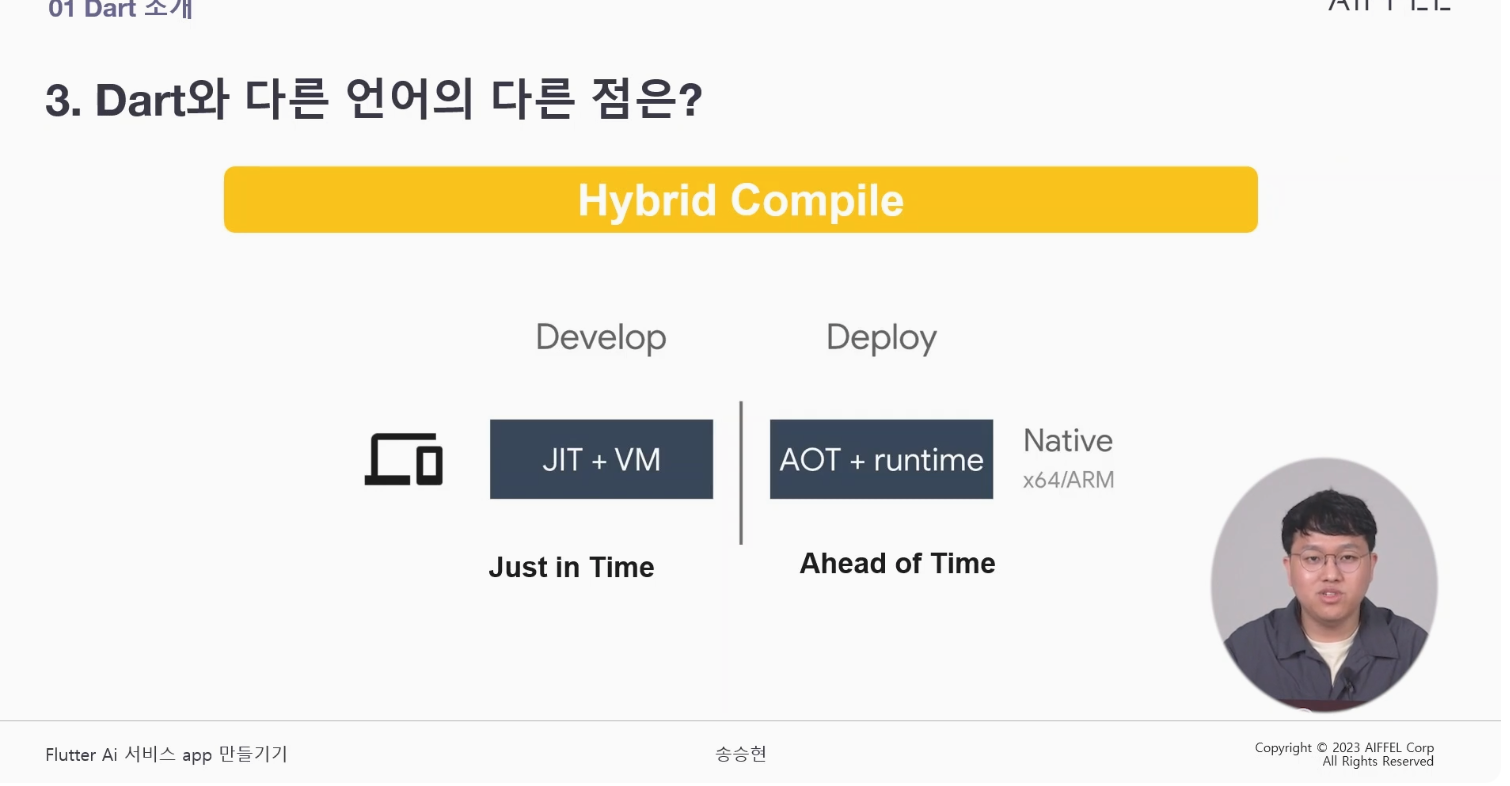 01 Dart 소개
3. Dart와 다른 언어의 다른 점은?
Hybrid Compile
Develop
Deploy
JIT + VM
AOT + runtime
Native
x64/ARM
Just in Time
Ahead of Time
Flutter Ai 서비스 app 만들기기
송승현
Copyright © 2023 AIFFEL Corp
All Rights Reserved